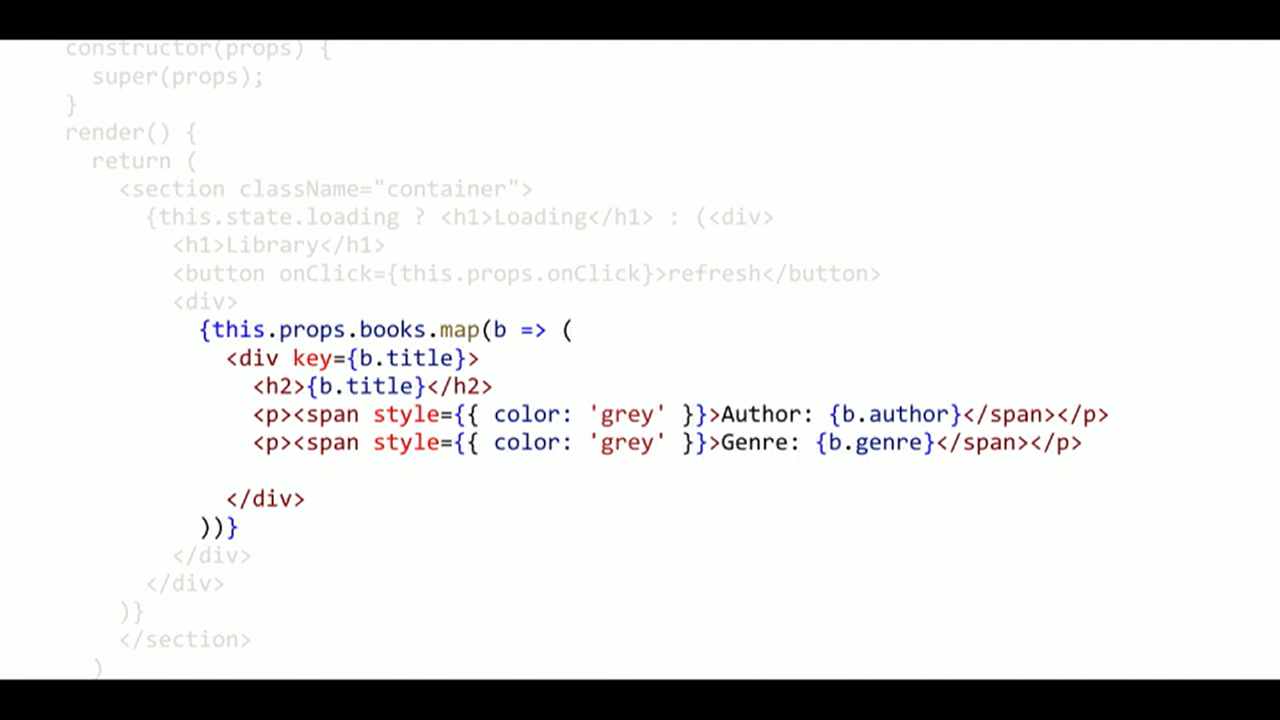 constructor(props) {
super(props);
}
render() {
return (
<section className="container">
{this.state.loading ? <h1>Loading</h1> : (<div>
<h1>Library</h1>
<button onClick={this.props.onClick}>refresh</button>
<div>
{this.props.books.map(b => (
<div key={b.title}>
<h2>{b.title}</h2>
<p><span style={{ color: 'grey' }}>Author: {b.author}</span></p>
<p><span style={{ color: 'grey' }}>Genre: {b.genre}</span></p>
</div>
))}
</div>
</div>
)}
</section>
)